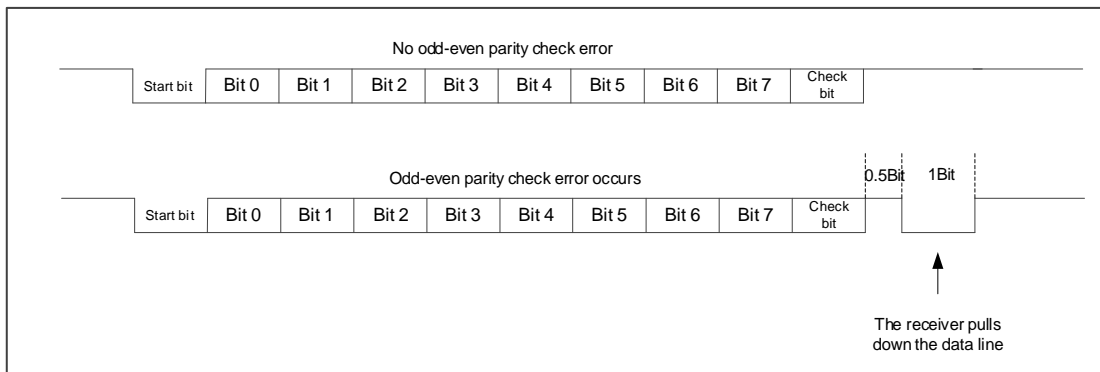 No odd-even parity check error
Start bit Bit 0 Bit 1 Bit 2 Bit 3 Bit 4 Bit 5 Bit 6 Bit 7 Check bit
0.5Bit 1Bit
Odd-even parity check error occurs
Start bit Bit 0 Bit 1 Bit 2 Bit 3 Bit 4 Bit 5 Bit 6 Bit 7 Check bit
The receiver pulls
down the data line